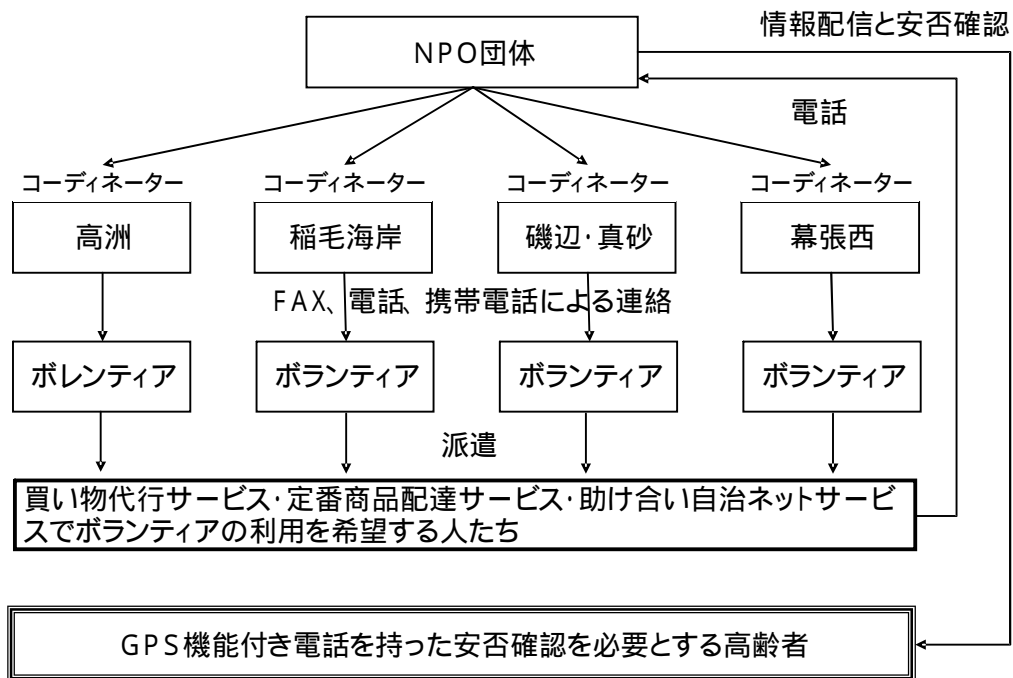 情報配信と安否確認
NPO団体
電話
コーディネーター
コーディネーター
コーディネーター
コーディネーター
高洲
稲毛海岸
磯辺・真砂
幕張西
FAX、電話、携帯電話による連絡
ボレンティア
ボランティア
ボランティア
ボランティア
派遣
買い物代行サービス・定番商品配達サービス・助け合い自治ネットサービ
スでボランティアの利用を希望する人たち
GPS機能付き電話を持った安否確認を必要とする高齢者